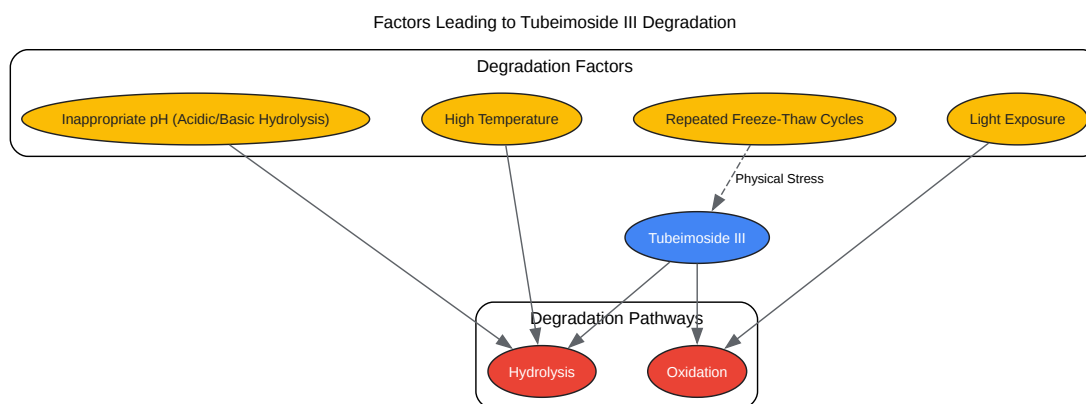 Factors Leading to Tubeimoside III Degradation
Degradation Factors
Inappropriate pH (Acidic/Basic Hydrolysis)
High Temperature
Repeated Freeze-Thaw Cycles
Light Exposure
Physical Stress
Tubeimoside III
Degradation Pathways
Hydrolysis
Oxidation